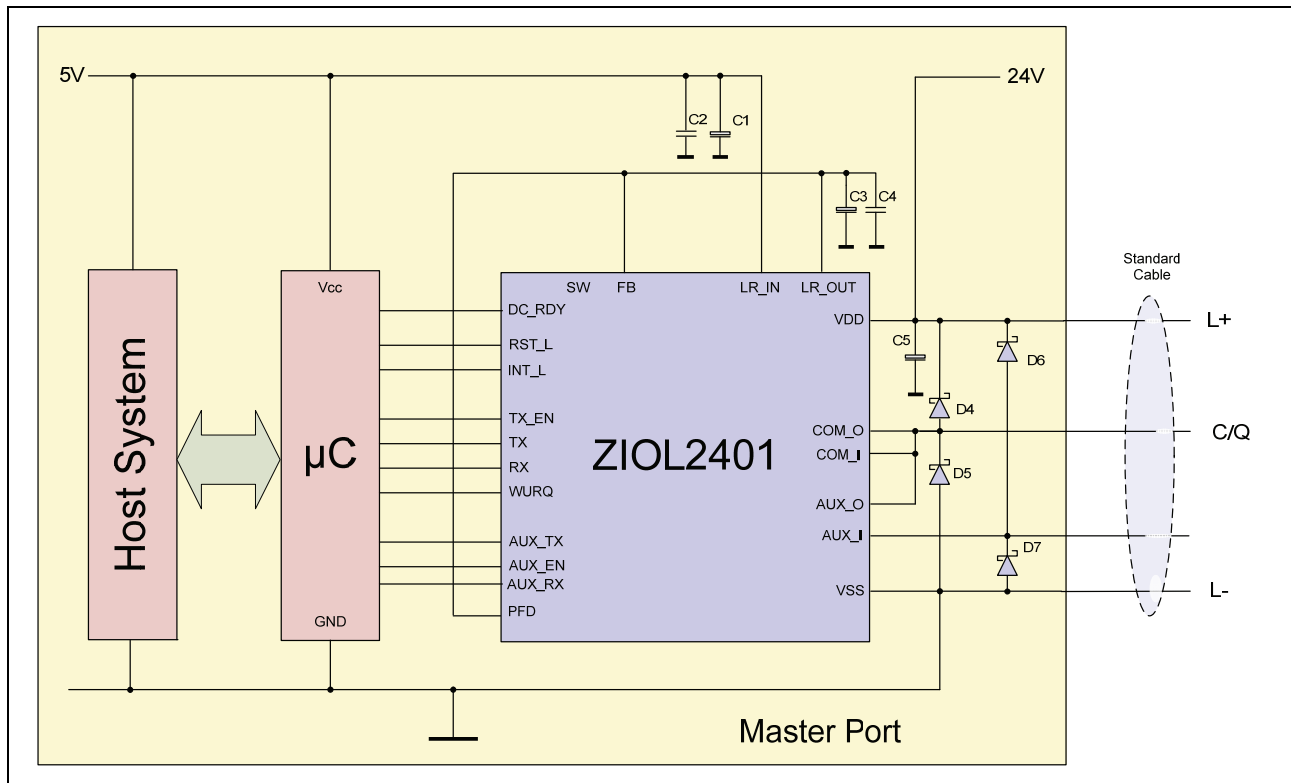 5V
24V
C2
C1
C3
C4
Standard
Cable
Vcc
SW
FB
LR_IN
LR_OUT
DC_RDY
VDD
L+
RST_L
C5
D6
INT_L
D4
TX_EN
COM_O
C/Q
TX
COM_I
Host System
µC
ZIOL2401
RX
D5
WURQ
AUX_O
AUX_TX
AUX_I
AUX_EN
D7
AUX_RX
VSS
L-
PFD
GND
Master Port